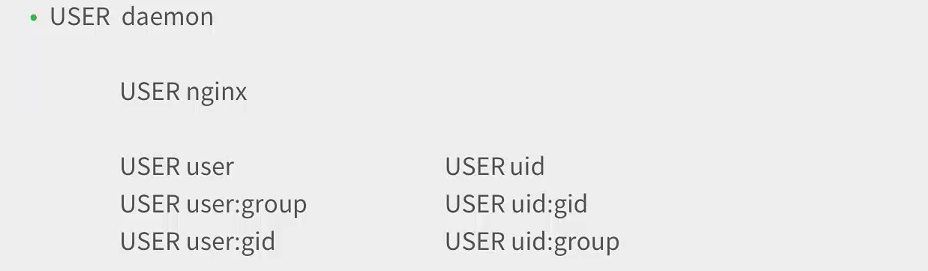 • USER daemon
USER nginx
USER user USER uid
USER user:group USER uid:gid
USER user:gid USER uid:group